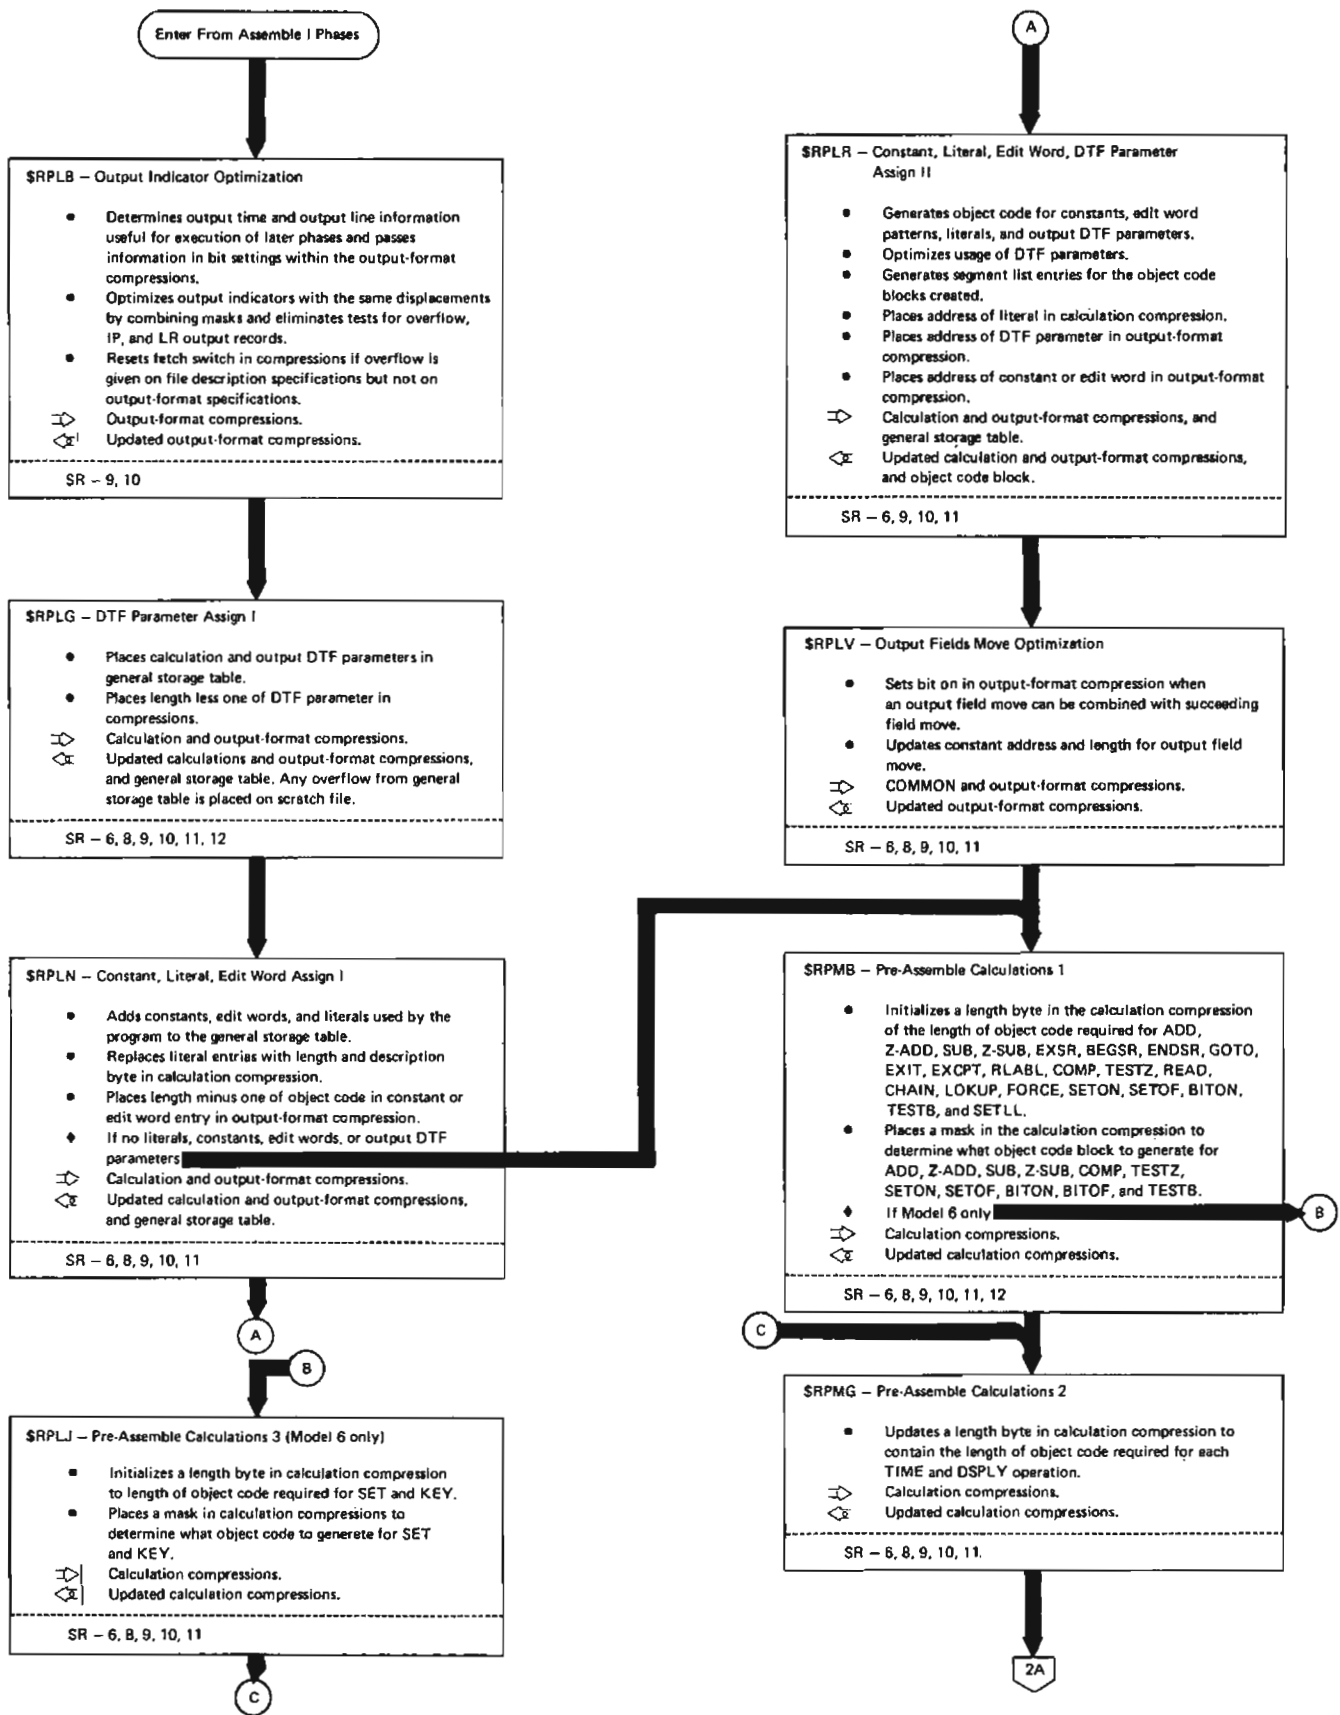 Enter From Assemble I Phases
$RPLB – Output Indicator Optimization
• Determines output time and output line information
useful for execution of later phases and passes
information in bit settings within the output-format
compressions.
• Optimizes output indicators with the same displacements
by combining masks and eliminates tests for overflow,
IP, and LR output records.
• Resets fetch switch in compressions if overflow is
given on file description specifications but not on
output-format specifications.
Output-format compressions.
Updated output-format compressions.
SR – 9, 10
$RPLG – DTF Parameter Assign I
• Places calculation and output DTF parameters in
general storage table.
• Places length less one of DTF parameter in
compressions.
Calculation and output-format compressions.
Updated calculations and output-format compressions,
and general storage table. Any overflow from general
storage table is placed on scratch file.
SR – 6, 8, 9, 10, 11, 12
$RPLN – Constant, Literal, Edit Word Assign I
• Adds constants, edit words, and literals used by the
program to the general storage table.
• Replaces literal entries with length and description
byte in calculation compression.
• Places length minus one of object code in constant or
edit word entry in output-format compression.
♦ If no literals, constants, edit words, or output DTF
parameters
Calculation and output-format compressions.
Updated calculation and output-format compressions,
and general storage table.
SR – 6, 8, 9, 10, 11
A
B
$RPLJ – Pre-Assemble Calculations 3 (Model 6 only)
• Initializes a length byte in calculation compression
to length of object code required for SET and KEY.
• Places a mask in calculation compressions to
determine what object code to generete for SET
and KEY.
Calculation compressions.
Updated calculation compressions.
SR – 6, 8, 9, 10, 11
C
A
$RPLR – Constant, Literal, Edit Word, DTF Parameter
Assign II
• Generates object code for constants, edit word
patterns, literals, and output DTF parameters.
• Optimizes usage of DTF parameters.
• Generates segment list entries for the object code
blocks created.
• Places address of literal in calculation compression.
• Places address of DTF parameter in output-format
compression.
• Places address of constant or edit word in output-format
compression.
Calculation and output-format compressions, and
general storage table.
Updated calculation and output-format compressions,
and object code block.
SR – 6, 9, 10, 11
$RPLV – Output Fields Move Optimization
• Sets bit on in output-format compression when
an output field move can be combined with succeeding
field move.
• Updates constant address and length for output field
move.
COMMON and output-format compressions.
Updated output-format compressions.
SR – 6, 8, 9, 10, 11
$RPMB – Pre-Assemble Calculations 1
• Initializes a length byte in the calculation compression
of the length of object code required for ADD,
Z-ADD, SUB, Z-SUB, EXSR, BEGSR, ENDSR, GOTO,
EXIT, EXCPT, RLABL, COMP, TESTZ, READ,
CHAIN, LOKUP, FORCE, SETON, SETOF, BITON,
TESTB, and SETLL.
• Places a mask in the calculation compression to
determine what object code block to generate for
ADD, Z-ADD, SUB, Z-SUB, COMP, TESTZ,
SETON, SETOF, BITON, BITOF, and TESTB.
♦ If Model 6 only
B
Calculation compressions.
Updated calculation compressions.
SR – 6, 8, 9, 10, 11, 12
C
$RPMG – Pre-Assemble Calculations 2
• Updates a length byte in calculation compression to
contain the length of object code required for each
TIME and DSPLY operation.
Calculation compressions.
Updated calculation compressions.
SR – 6, 8, 9, 10, 11.
2A